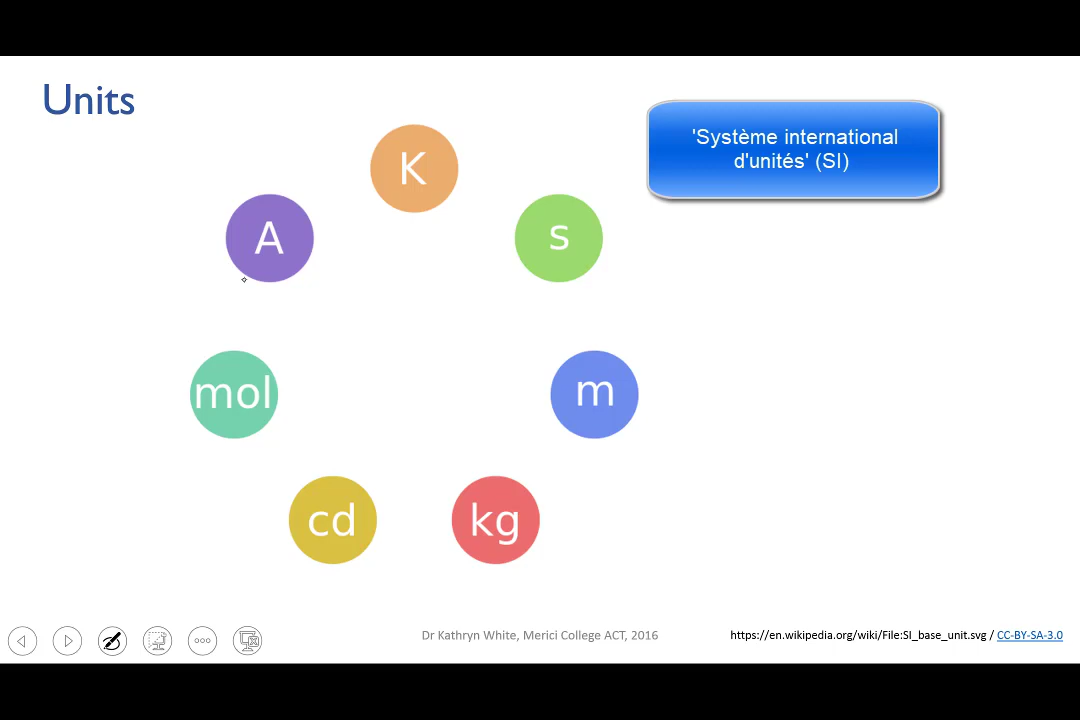 Units
'Système international
d'unités' (SI)
K
A
s
mol
m
cd
kg
Dr Kathryn White, Merici College ACT, 2016
https://en.wikipedia.org/wiki/File:SI_base_unit.svg / CC-BY-SA-3.0